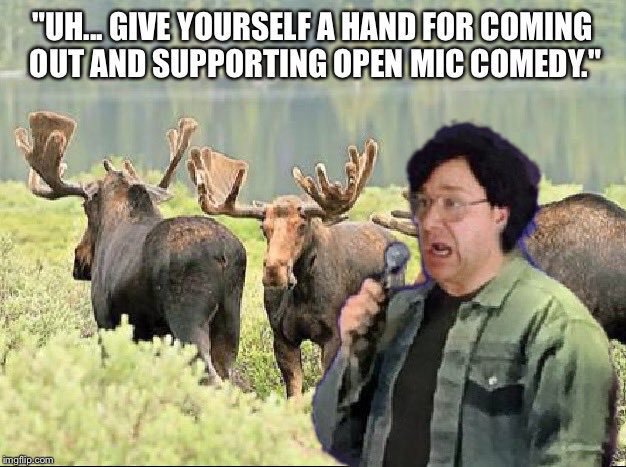 "UH... GIVE YOURSELF A HAND FOR COMING
OUT AND SUPPORTING OPEN MIC COMEDY."
imgflip.com